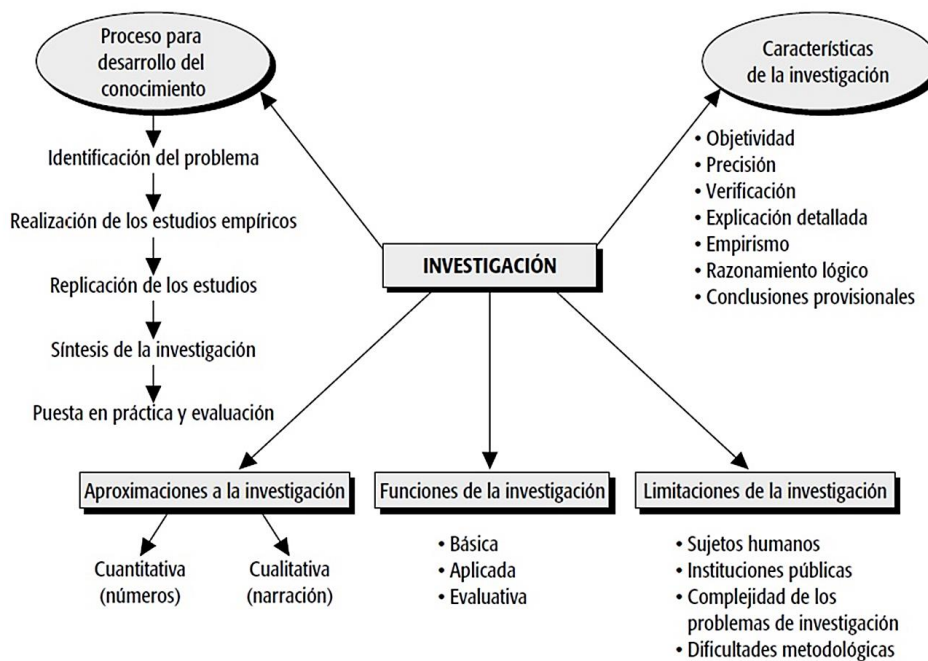 Proceso para
desarrollo del
conocimiento
Identificación del problema
Realización de los estudios empíricos
Replicación de los estudios
Síntesis de la investigación
Puesta en práctica y evaluación
Características
de la investigación
• Objetividad
• Precisión
• Verificación
• Explicación detallada
• Empirismo
• Razonamiento lógico
• Conclusiones provisionales
INVESTIGACIÓN
Aproximaciones a la investigación
Cuantitativa
(números)
Cualitativa
(narración)
Funciones de la investigación
• Básica
• Aplicada
• Evaluativa
Limitaciones de la investigación
• Sujetos humanos
• Instituciones públicas
• Complejidad de los
problemas de investigación
• Dificultades metodológicas